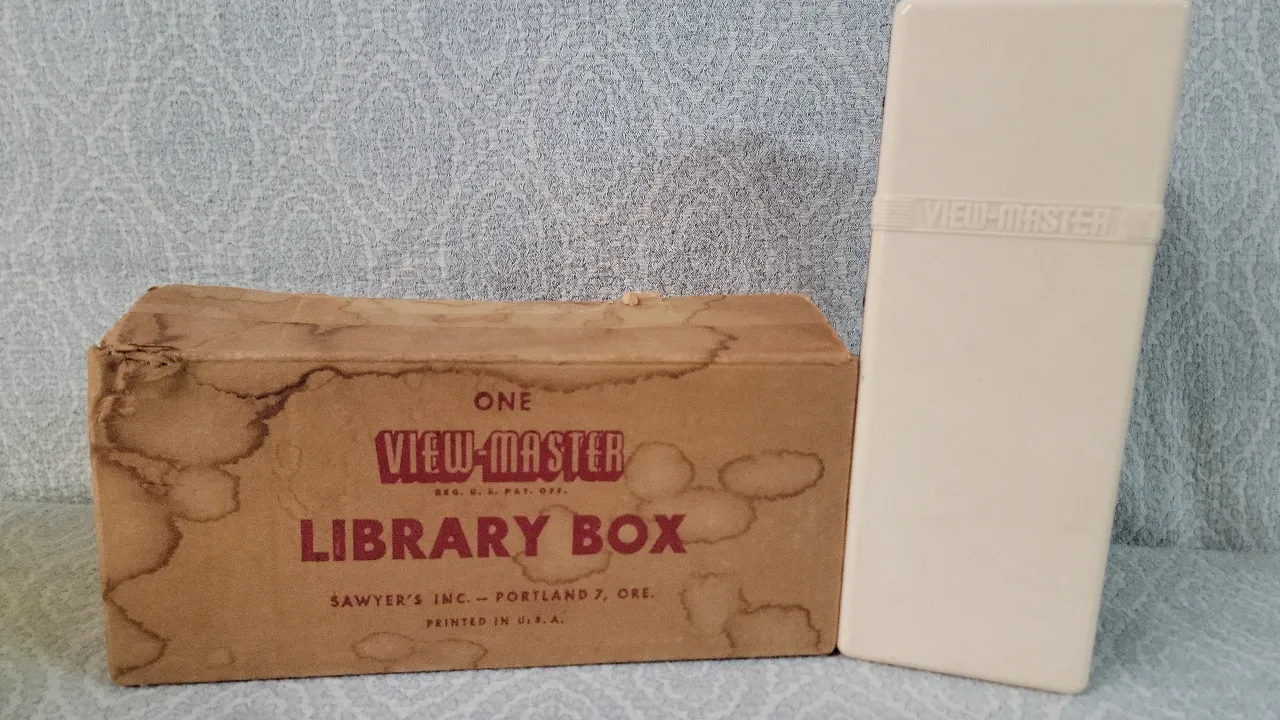 ONE
VIEW-MASTER
REG. U. S. PAT. OFF.
LIBRARY BOX
SAWYER'S INC. — PORTLAND 7, ORE.
PRINTED IN U. S. A.
VIEW-MASTER